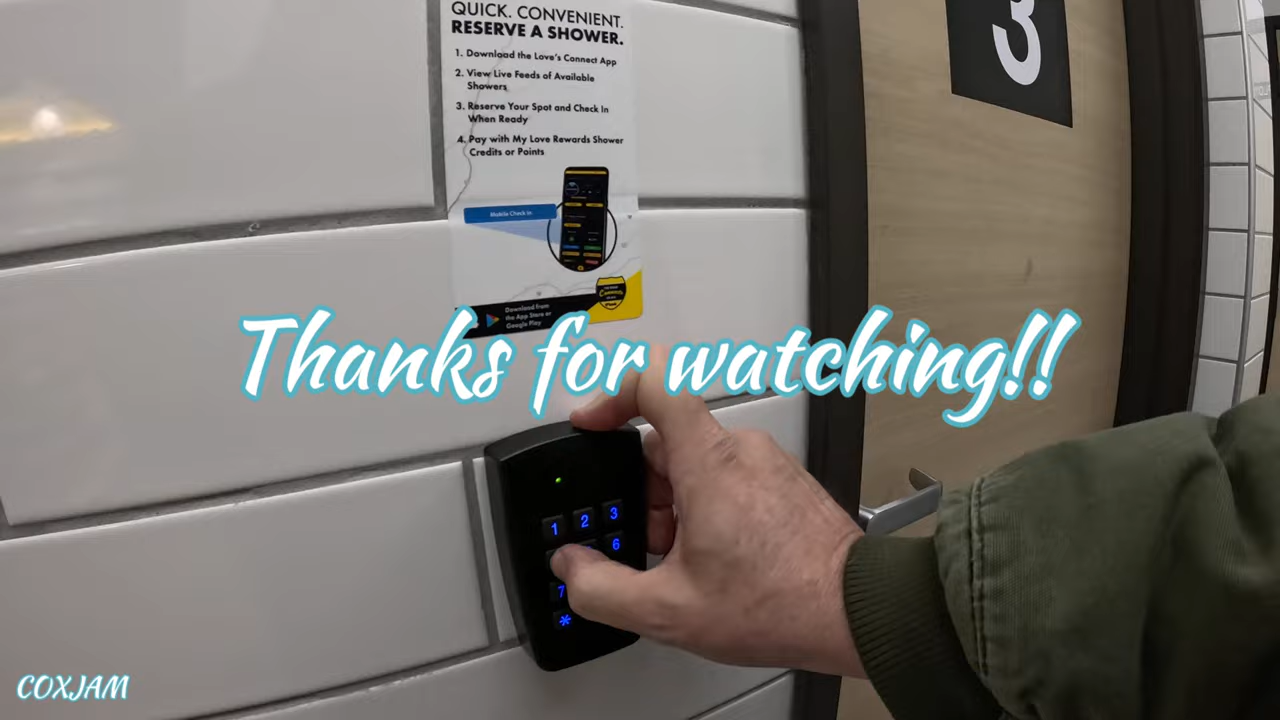 QUICK. CONVENIENT.
RESERVE A SHOWER.
1. Download the Love's Connect App
2. View Live Feeds of Available
Showers
3. Reserve Your Spot and Check In
When Ready
4. Pay with My Love Rewards Shower
Credits or Points
Mobile Check In
Download from
the App Store or
Google Play
3
Thanks for watching!!
1 2 3
6
7
*
COXJAM